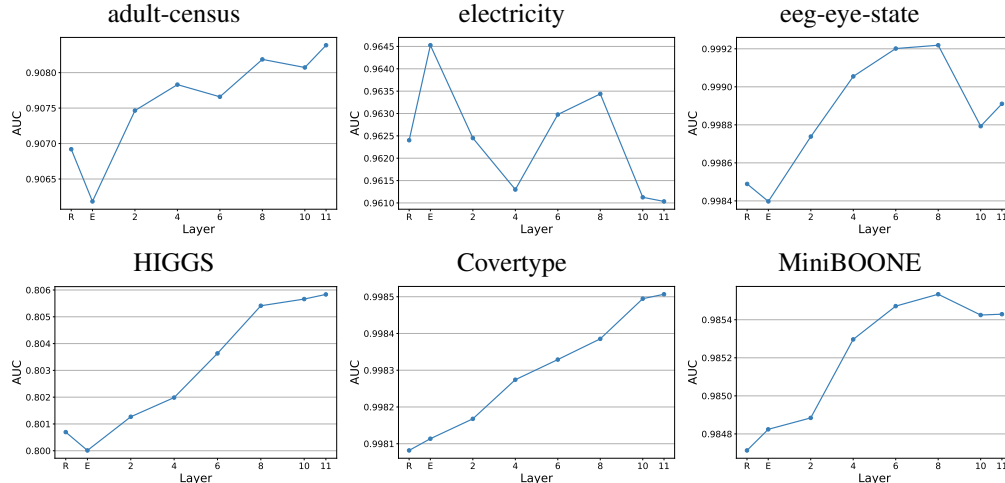 adult-census
0.9080
0.9075
0.9070
0.9065
AUC
R E 2 4 6 8 10 11
Layer
electricity
0.9645
0.9640
0.9635
0.9630
0.9625
0.9620
0.9615
0.9610
AUC
R E 2 4 6 8 10 11
Layer
eeg-eye-state
0.9992
0.9990
0.9988
0.9986
0.9984
AUC
R E 2 4 6 8 10 11
Layer
HIGGS
0.806
0.805
0.804
0.803
0.802
0.801
0.800
AUC
R E 2 4 6 8 10 11
Layer
Covertype
0.9985
0.9984
0.9983
0.9982
0.9981
AUC
R E 2 4 6 8 10 11
Layer
MiniBOONE
0.9854
0.9852
0.9850
0.9848
AUC
R E 2 4 6 8 10 11
Layer